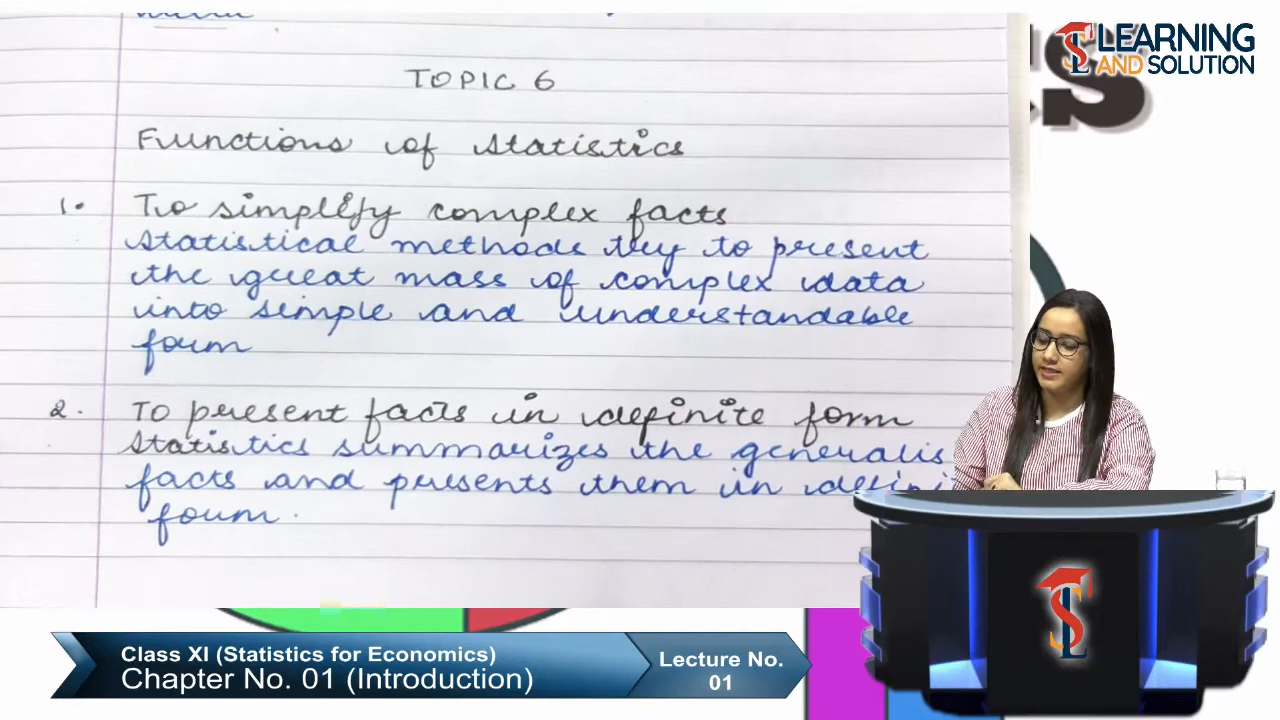 LEARNING
AND SOLUTION
TOPIC 6
Functions of statistics
1. To simplify complex facts
statistical methods try to present
the great mass of complex data
into simple and understandable
form
2. To present facts in definite form
statistics summarizes the generalis
facts and presents them in defini
form.
Class XI (Statistics for Economics)
Chapter No. 01 (Introduction)
Lecture No.
01